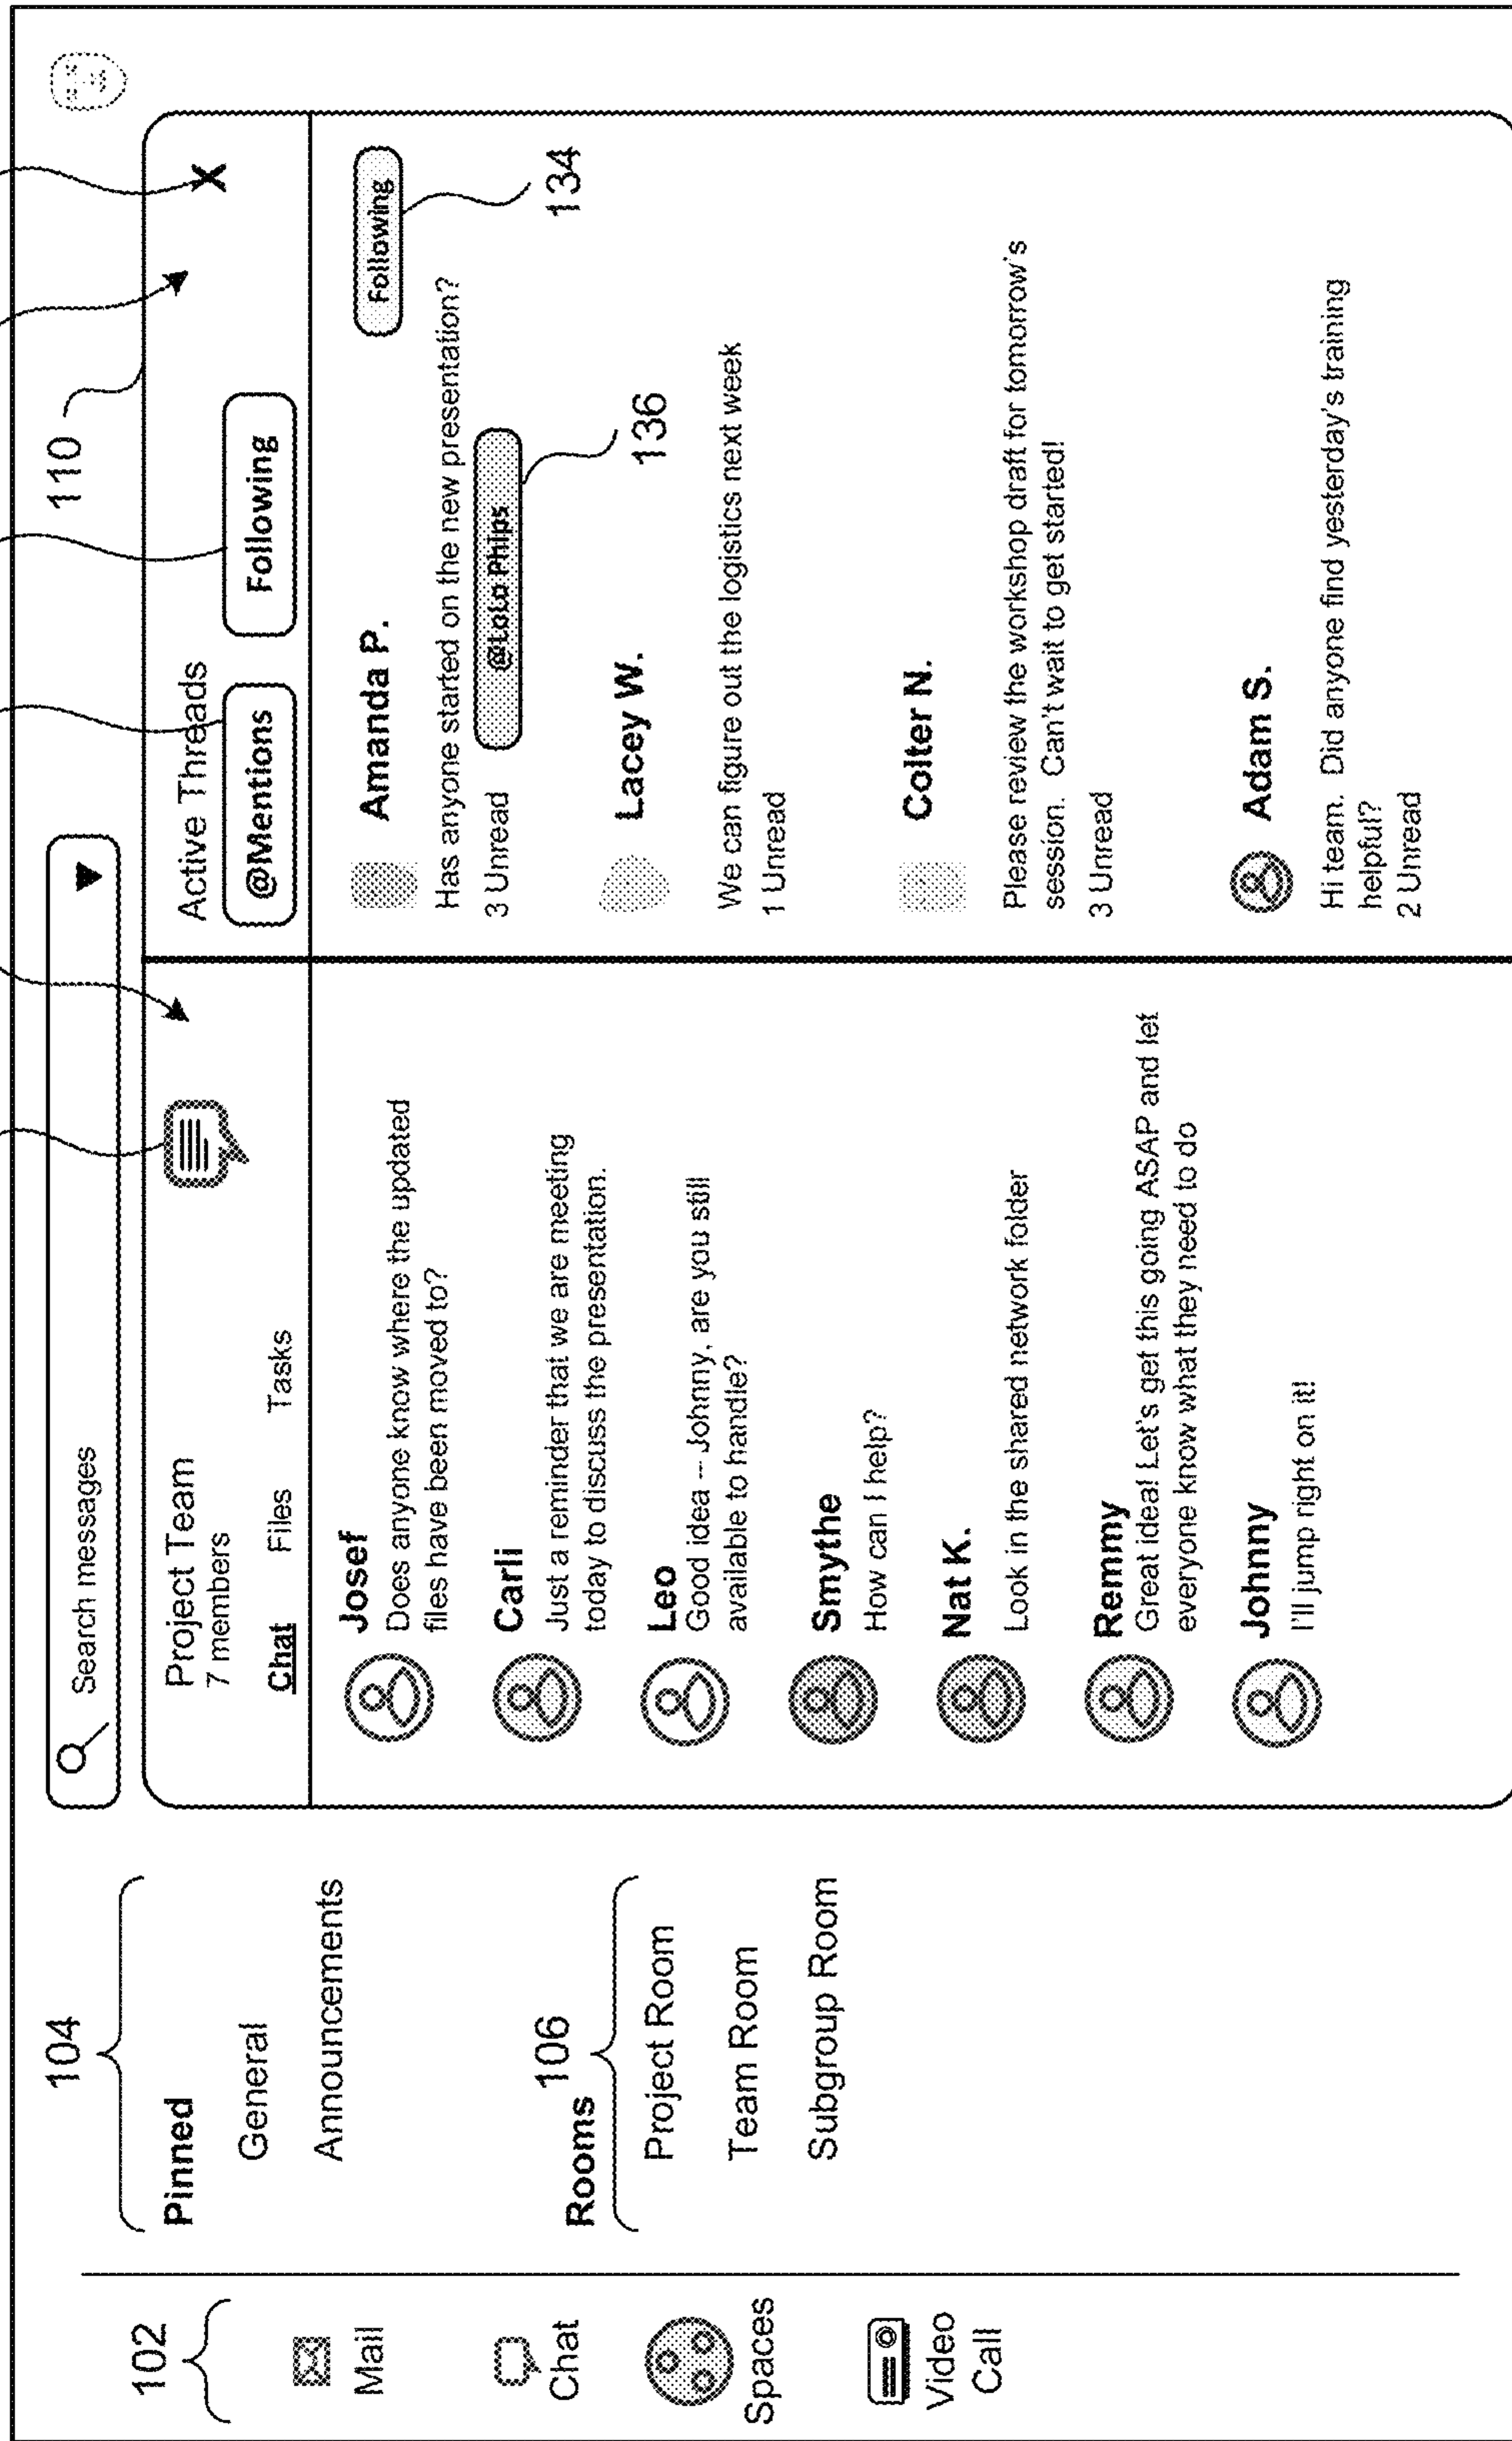 102
Mail
Chat
Spaces
Video
Call
104
Pinned
General
Announcements
106
Rooms
Project Room
Team Room
Subgroup Room
Search messages
Project Team
7 members
Chat Files Tasks
Josef
Does anyone know where the updated
files have been moved to?
Carli
Just a reminder that we are meeting
today to discuss the presentation.
Leo
Good idea -- Johnny, are you still
available to handle?
Smythe
How can I help?
Nat K.
Look in the shared network folder
Remmy
Great idea! Let's get this going ASAP and let
everyone know what they need to do
Johnny
I'll jump right on it!
110
Active Threads
X
@Mentions Following
Amanda P.
Following
134
Has anyone started on the new presentation?
3 Unread
@LoLo Phips
136
Lacey W.
We can figure out the logistics next week
1 Unread
Colter N.
Please review the workshop draft for tomorrow's
session. Can't wait to get started!
3 Unread
Adam S.
Hi team. Did anyone find yesterday's training
helpful?
2 Unread